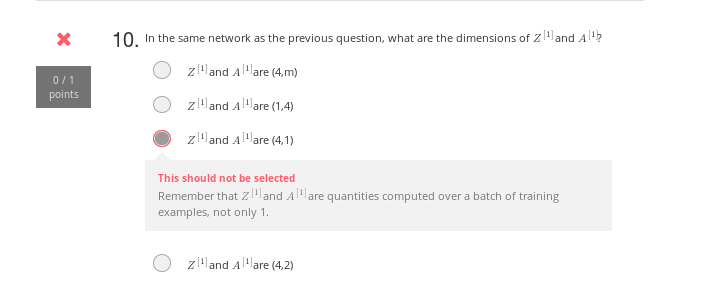 10. In the same network as the previous question, what are the dimensions of Z^[1] and A^[1]?
0 / 1
points
Z^[1] and A^[1] are (4,m)
Z^[1] and A^[1] are (1,4)
Z^[1] and A^[1] are (4,1)
This should not be selected
Remember that Z^[1] and A^[1] are quantities computed over a batch of training
examples, not only 1.
Z^[1] and A^[1] are (4,2)